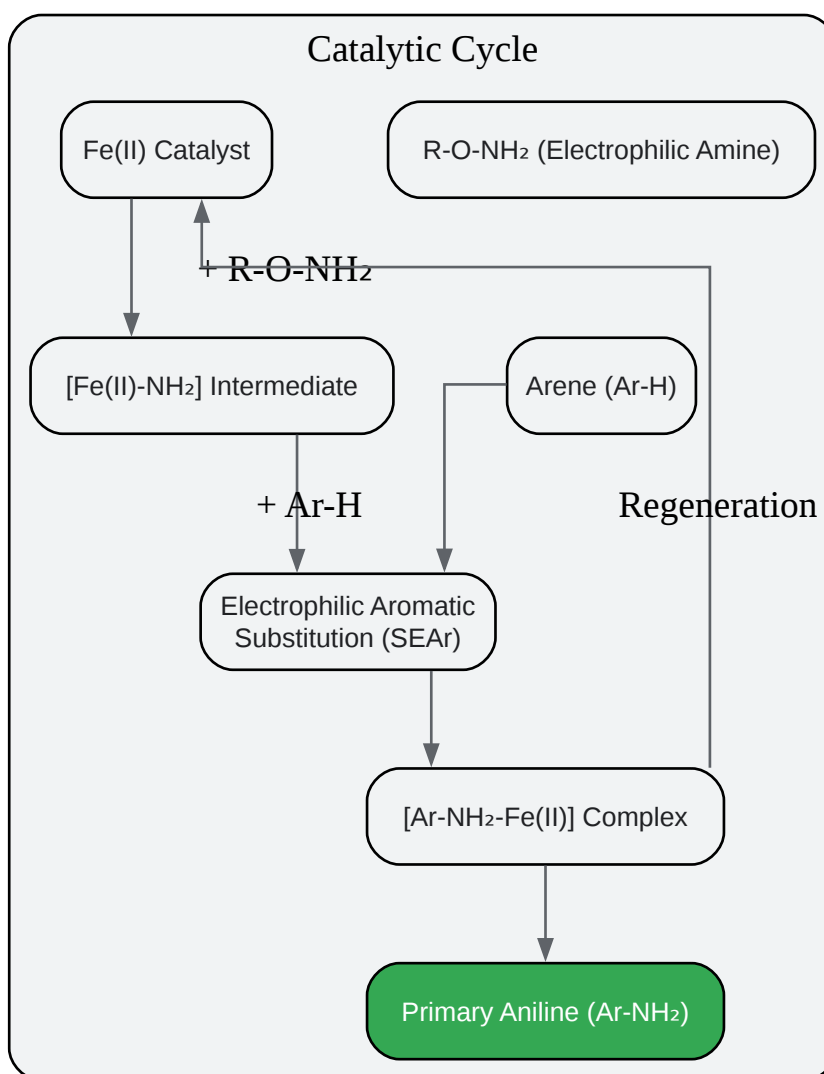 Catalytic Cycle
Fe(II) Catalyst
R-O-NH₂ (Electrophilic Amine)
+ R-O-NH₂
[Fe(II)-NH₂] Intermediate
Arene (Ar-H)
+ Ar-H
Regeneration
Electrophilic Aromatic
Substitution (SEAr)
[Ar-NH₂-Fe(II)] Complex
Primary Aniline (Ar-NH₂)